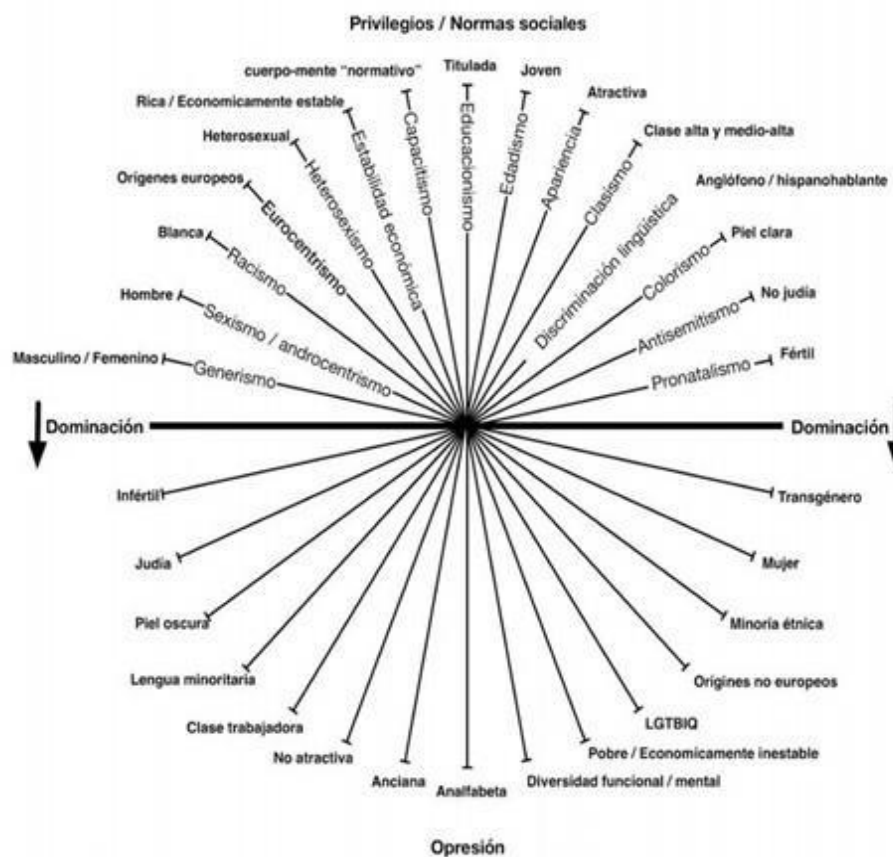 Privilegios / Normas sociales
cuerpo-mente “normativo”
Titulada
Joven
Rica / Economicamente estable
Atractiva
Heterosexual
Clase alta y medio-alta
Orígenes europeos
Anglófono / hispanohablante
Blanca
Piel clara
Hombre
No judía
Masculino / Femenino
Fértil
Generismo
Sexismo / androcentrismo
Racismo
Eurocentrismo
Heterosexismo
Estabilidad económica
Capacitismo
Educacionismo
Edadismo
Apariencia
Clasismo
Discriminación lingüística
Colorismo
Antisemitismo
Pronatalismo
Dominación
Dominación
Infértil
Transgénero
Judía
Mujer
Piel oscura
Minoría étnica
Lengua minoritaria
Orígines no europeos
Clase trabajadora
LGTBIQ
No atractiva
Pobre / Economicamente inestable
Anciana
Analfabeta
Diversidad funcional / mental
Opresión